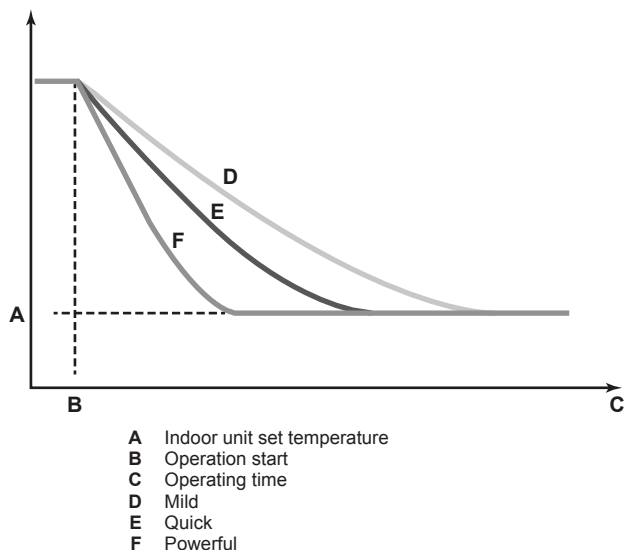 D
E
F
A
B
C
A Indoor unit set temperature
B Operation start
C Operating time
D Mild
E Quick
F Powerful